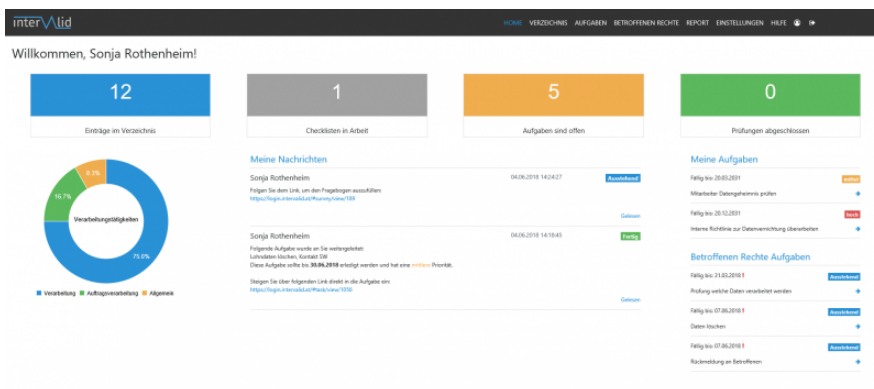 interValid
HOME VERZEICHNIS AUFGABEN BETROFFENEN RECHTE REPORT EINSTELLUNGEN HILFE
Willkommen, Sonja Rothenheim!
12
Einträge im Verzeichnis
1
Checklisten in Arbeit
5
Aufgaben sind offen
0
Prüfungen abgeschlossen
8.3%
16.7%
Verarbeitungstätigkeiten
75.0%
Verarbeitung Auftragsverarbeitung Allgemein
Meine Nachrichten
Sonja Rothenheim 04.06.2018 14:24:27 Ausstehend
Folgen Sie dem Link, um den Fragebogen auszufüllen:
https://login.intervalid.at/#survey/view/109
Gelesen
Sonja Rothenheim 04.06.2018 14:18:45 Fertig
Folgende Aufgabe wurde an Sie weitergeleitet:
Lohndaten löschen, Kontakt SW
Diese Aufgabe sollte bis 30.06.2018 erledigt werden und hat eine mittlere Priorität.
Steigen Sie über folgenden Link direkt in die Aufgabe ein:
https://login.intervalid.at/#task/view/1050
Gelesen
Meine Aufgaben
Fällig bis: 20.03.2031 mittel
Mitarbeiter Datengeheimnis prüfen
Fällig bis: 20.12.2031 hoch
Interne Richtlinie zur Datenvernichtung überarbeiten
Betroffenen Rechte Aufgaben
Fällig bis: 31.03.2018 ! Ausstehend
Prüfung welche Daten verarbeitet werden
Fällig bis: 07.06.2018 ! Ausstehend
Daten löschen
Fällig bis: 07.06.2018 ! Ausstehend
Rückmeldung an Betroffenen